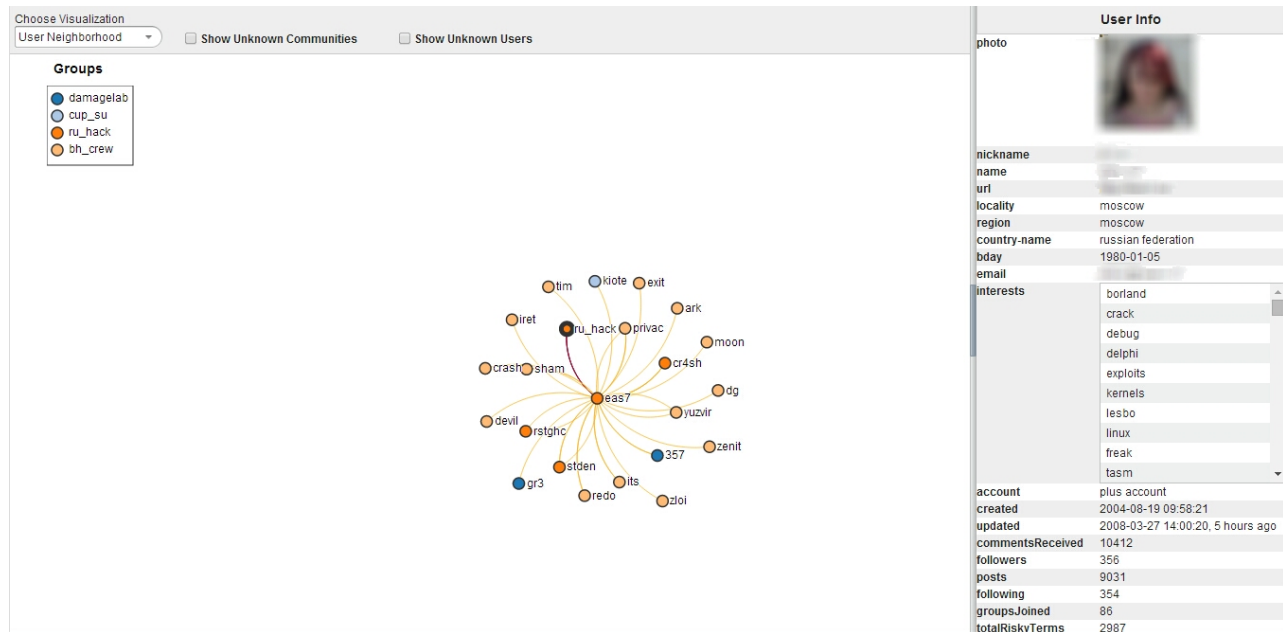 Choose Visualization
User Neighborhood
Show Unknown Communities
Show Unknown Users
Groups
damagelab
cup_su
ru_hack
bh_crew
tim
kiote
exit
iret
ark
ru_hack
privac
moon
crash
sham
cr4sh
eas7
dg
yuzvir
devil
rstghc
zenit
357
stden
gr3
its
redo
zloi
User Info
photo
nickname
name
url
locality moscow
region moscow
country-name russian federation
bday 1980-01-05
email
interests
borland
crack
debug
delphi
exploits
kernels
lesbo
linux
freak
tasm
account plus account
created 2004-08-19 09:58:21
updated 2008-03-27 14:00:20, 5 hours ago
commentsReceived 10412
followers 356
posts 9031
following 354
groupsJoined 86
totalRiskyTerms 2987